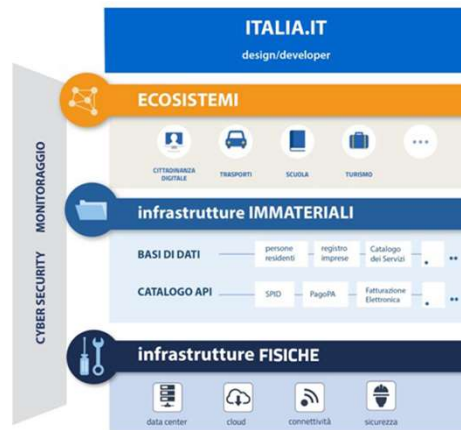 ITALIA.IT
design/developer
ECOSISTEMI
CITTADINANZA
DIGITALE
TRASPORTI
SCUOLA
TURISMO
...
infrastrutture IMMATERIALI
BASI DI DATI
persone
residenti
registro
imprese
Catalogo
dei Servizi
CATALOGO API
SPID
PagoPA
Fatturazione
Elettronica
infrastrutture FISICHE
data center
cloud
connettività
sicurezza
CYBER SECURITY MONITORAGGIO